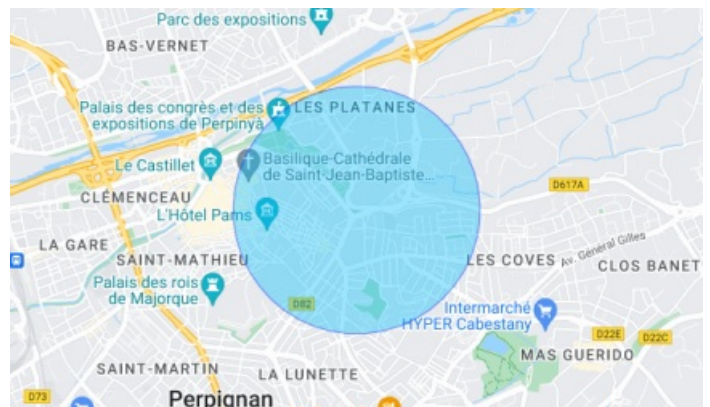 Parc des expositions
BAS-VERNET
Palais des congrès et des
expositions de Perpinyà
LES PLATANES
Le Castillet
Basilique-Cathédrale
de Saint-Jean-Baptiste...
D617A
CLÉMENCEAU
L'Hôtel Pams
LA GARE
SAINT-MATHIEU
LES COVES
Av. Général Gilles
CLOS BANET
Palais des rois
de Majorque
D82
Intermarché
HYPER Cabestany
D22E
D22C
MAS GUERIDO
SAINT-MARTIN
LA LUNETTE
D73
Perpignan